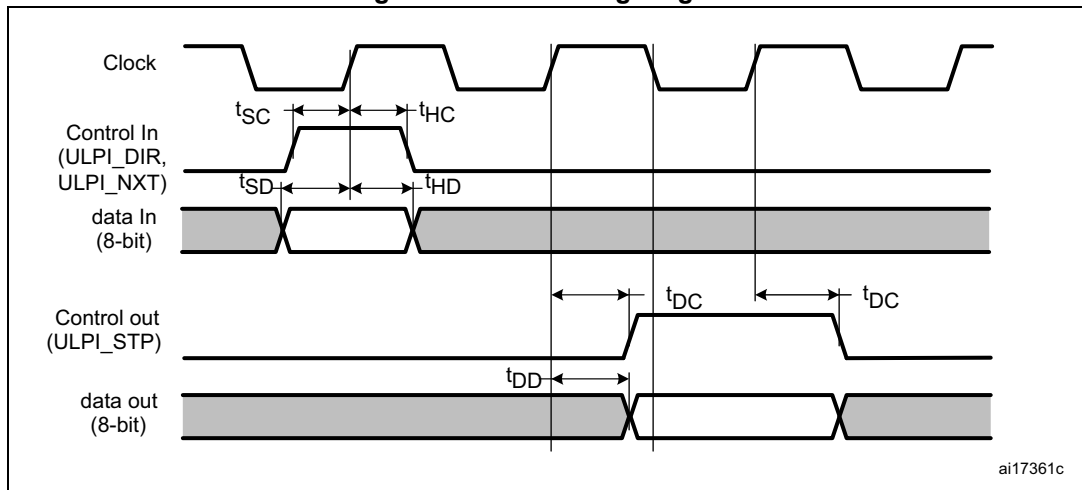 Clock
tSC
tHC
Control In
(ULPI_DIR,
ULPI_NXT)
tSD
tHD
data In
(8-bit)
tDC
tDC
Control out
(ULPI_STP)
tDD
data out
(8-bit)
ai17361c